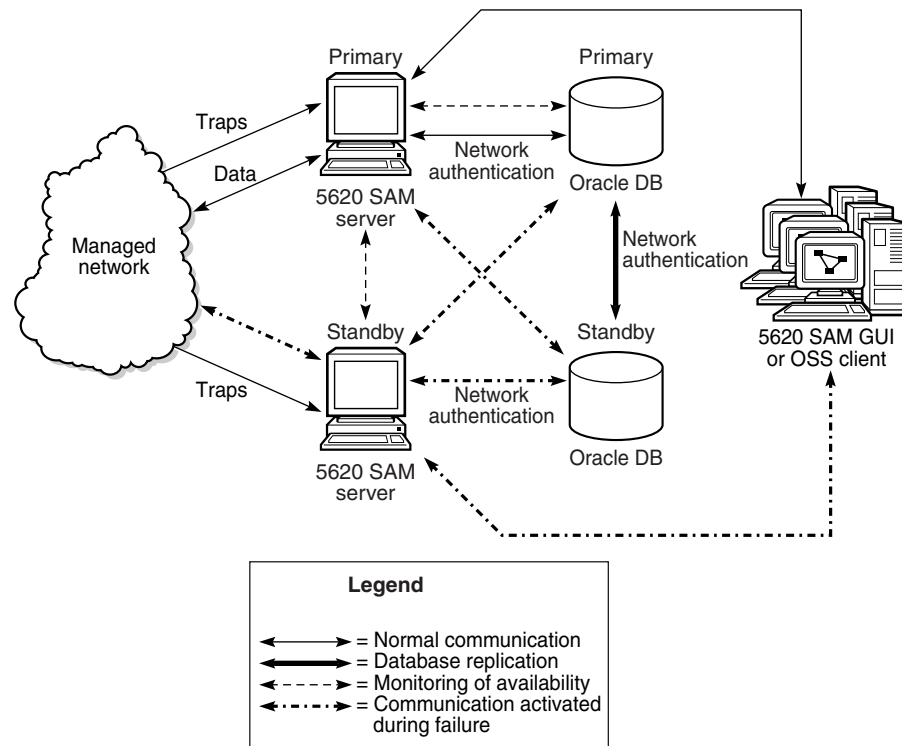 Primary
Primary
Traps
Data
Network
authentication
5620 SAM
server
Oracle DB
Managed
network
Network
authentication
Standby
Standby
5620 SAM GUI
or OSS client
Traps
Network
authentication
5620 SAM
server
Oracle DB
Legend
= Normal communication
= Database replication
= Monitoring of availability
= Communication activated
during failure